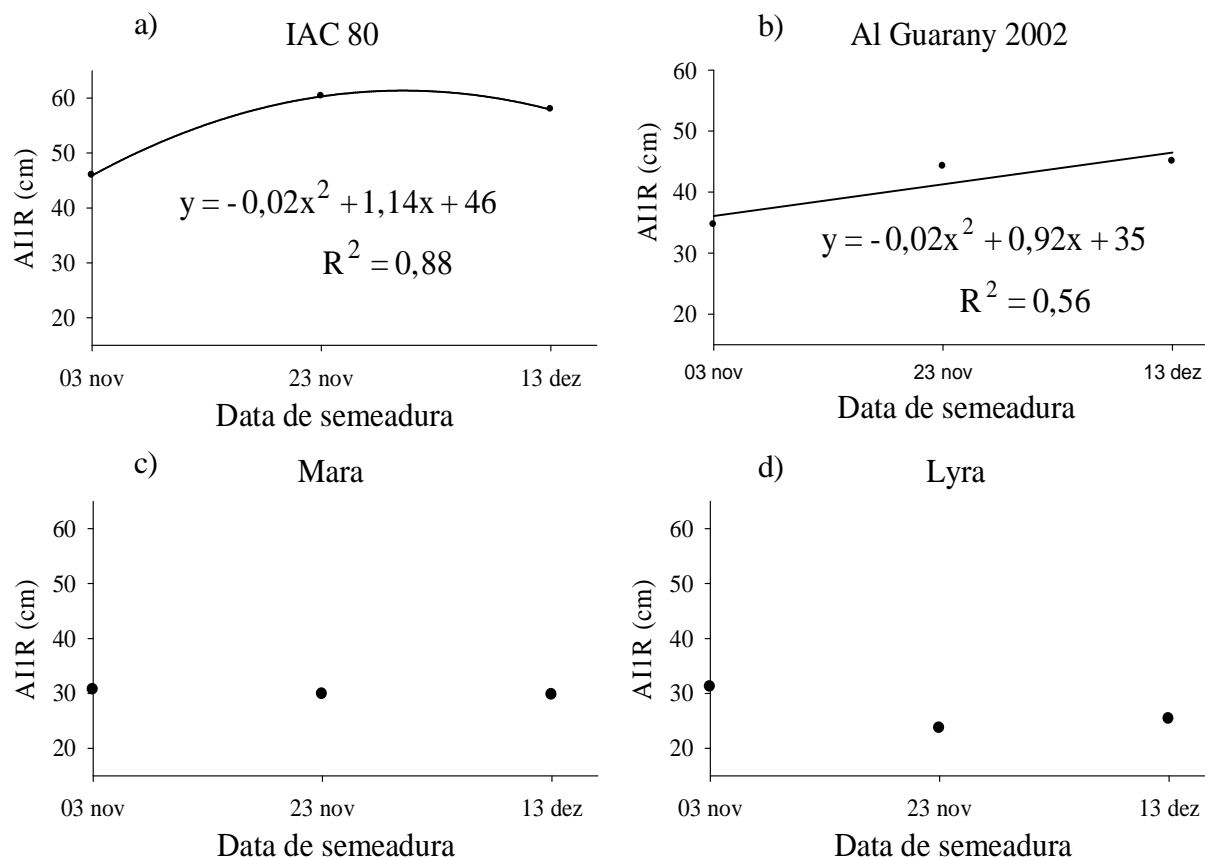 a)
IAC 80
AI1R (cm)
60
50
40
30
20
y = -0,02x² +1,14x + 46
R² = 0,88
03 nov 23 nov 13 dez
Data de semeadura
b)
Al Guarany 2002
AI1R (cm)
60
50
40
30
20
y = -0,02x² + 0,92x + 35
R² = 0,56
03 nov 23 nov 13 dez
Data de semeadura
c)
Mara
AI1R (cm)
60
50
40
30
20
03 nov 23 nov 13 dez
Data de semeadura
d)
Lyra
AI1R (cm)
60
50
40
30
20
03 nov 23 nov 13 dez
Data de semeadura